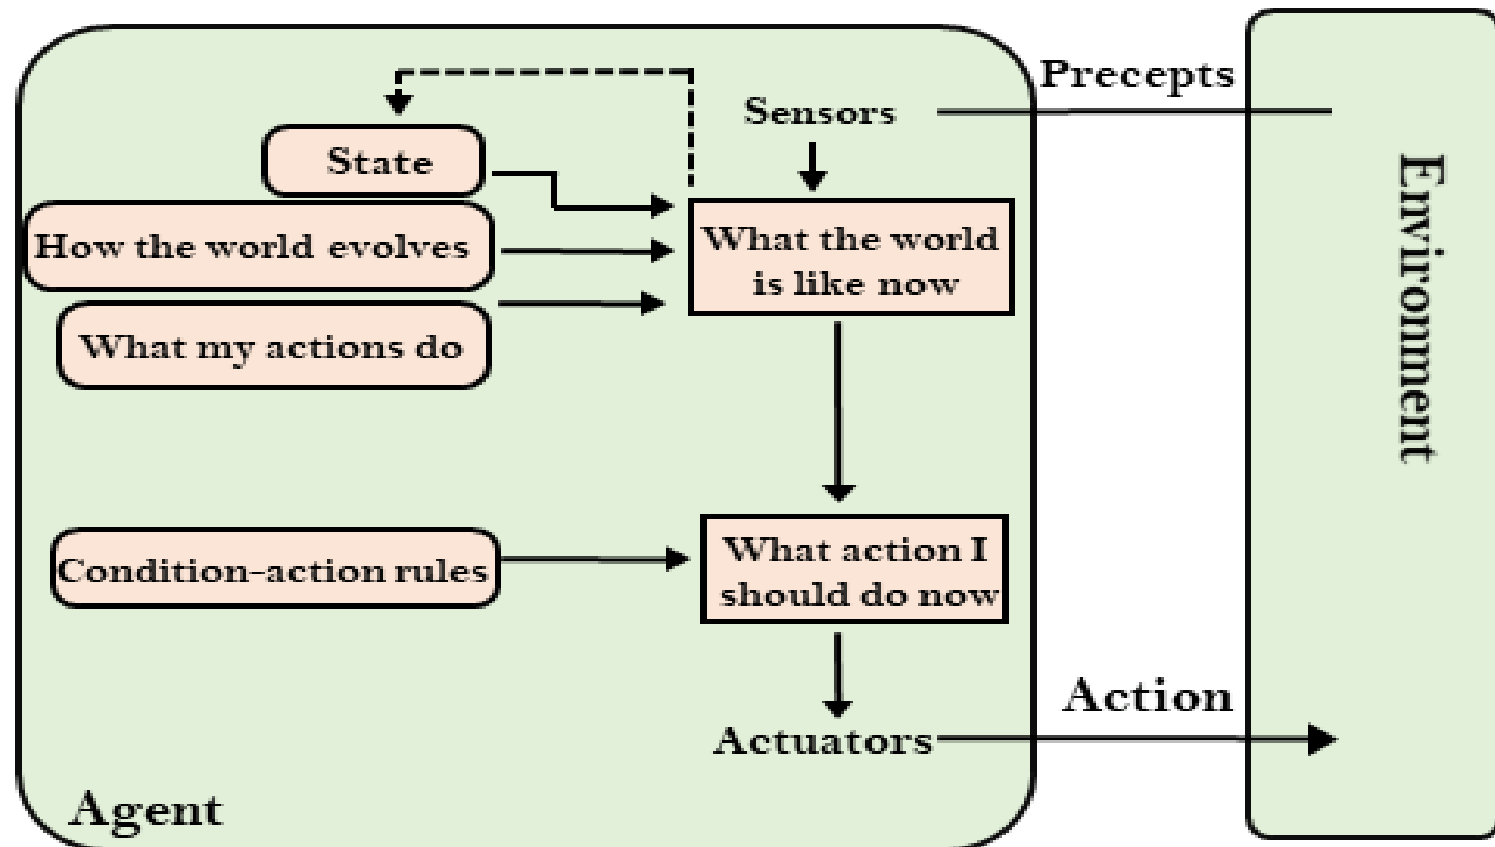 Precepts
Sensors
State
How the world evolves
What the world
is like now
What my actions do
Environment
Condition-action rules
What action I
should do now
Action
Actuators
Agent